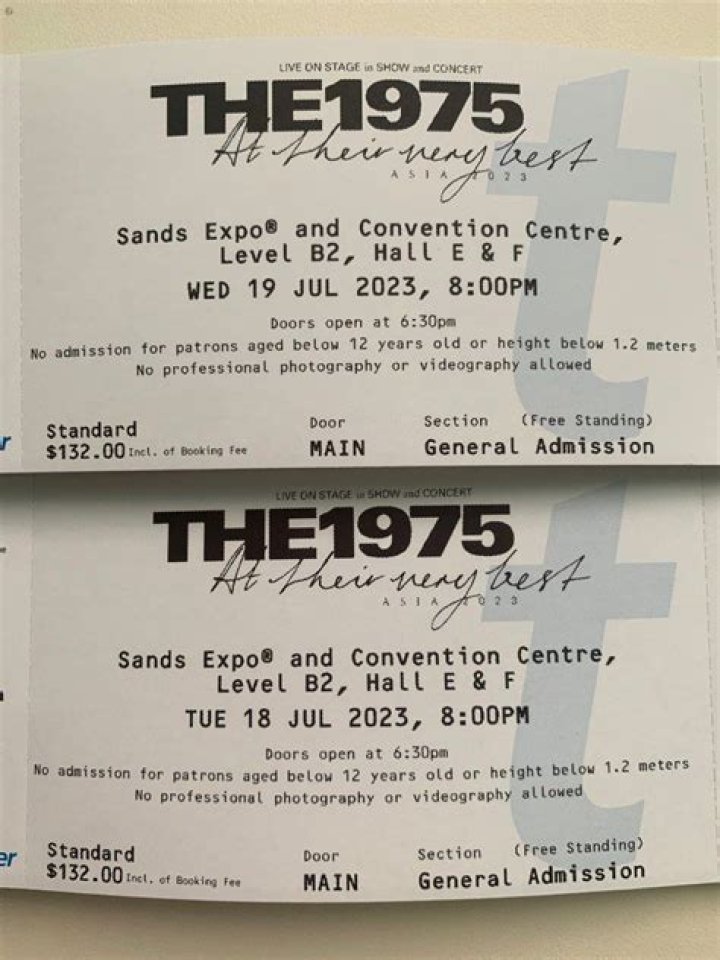 LIVE ON STAGE in SHOW and CONCERT
THE1975
At their very best
ASIA 2023
Sands Expo® and Convention Centre,
Level B2, Hall E & F
WED 19 JUL 2023, 8:00PM
Doors open at 6:30pm
No admission for patrons aged below 12 years old or height below 1.2 meters
No professional photography or videography allowed
Standard Door Section (Free Standing)
$132.00 Incl. of Booking Fee MAIN General Admission
LIVE ON STAGE in SHOW and CONCERT
THE1975
At their very best
ASIA 2023
Sands Expo® and Convention Centre,
Level B2, Hall E & F
TUE 18 JUL 2023, 8:00PM
Doors open at 6:30pm
No admission for patrons aged below 12 years old or height below 1.2 meters
No professional photography or videography allowed
Standard Door Section (Free Standing)
$132.00 Incl. of Booking Fee MAIN General Admission